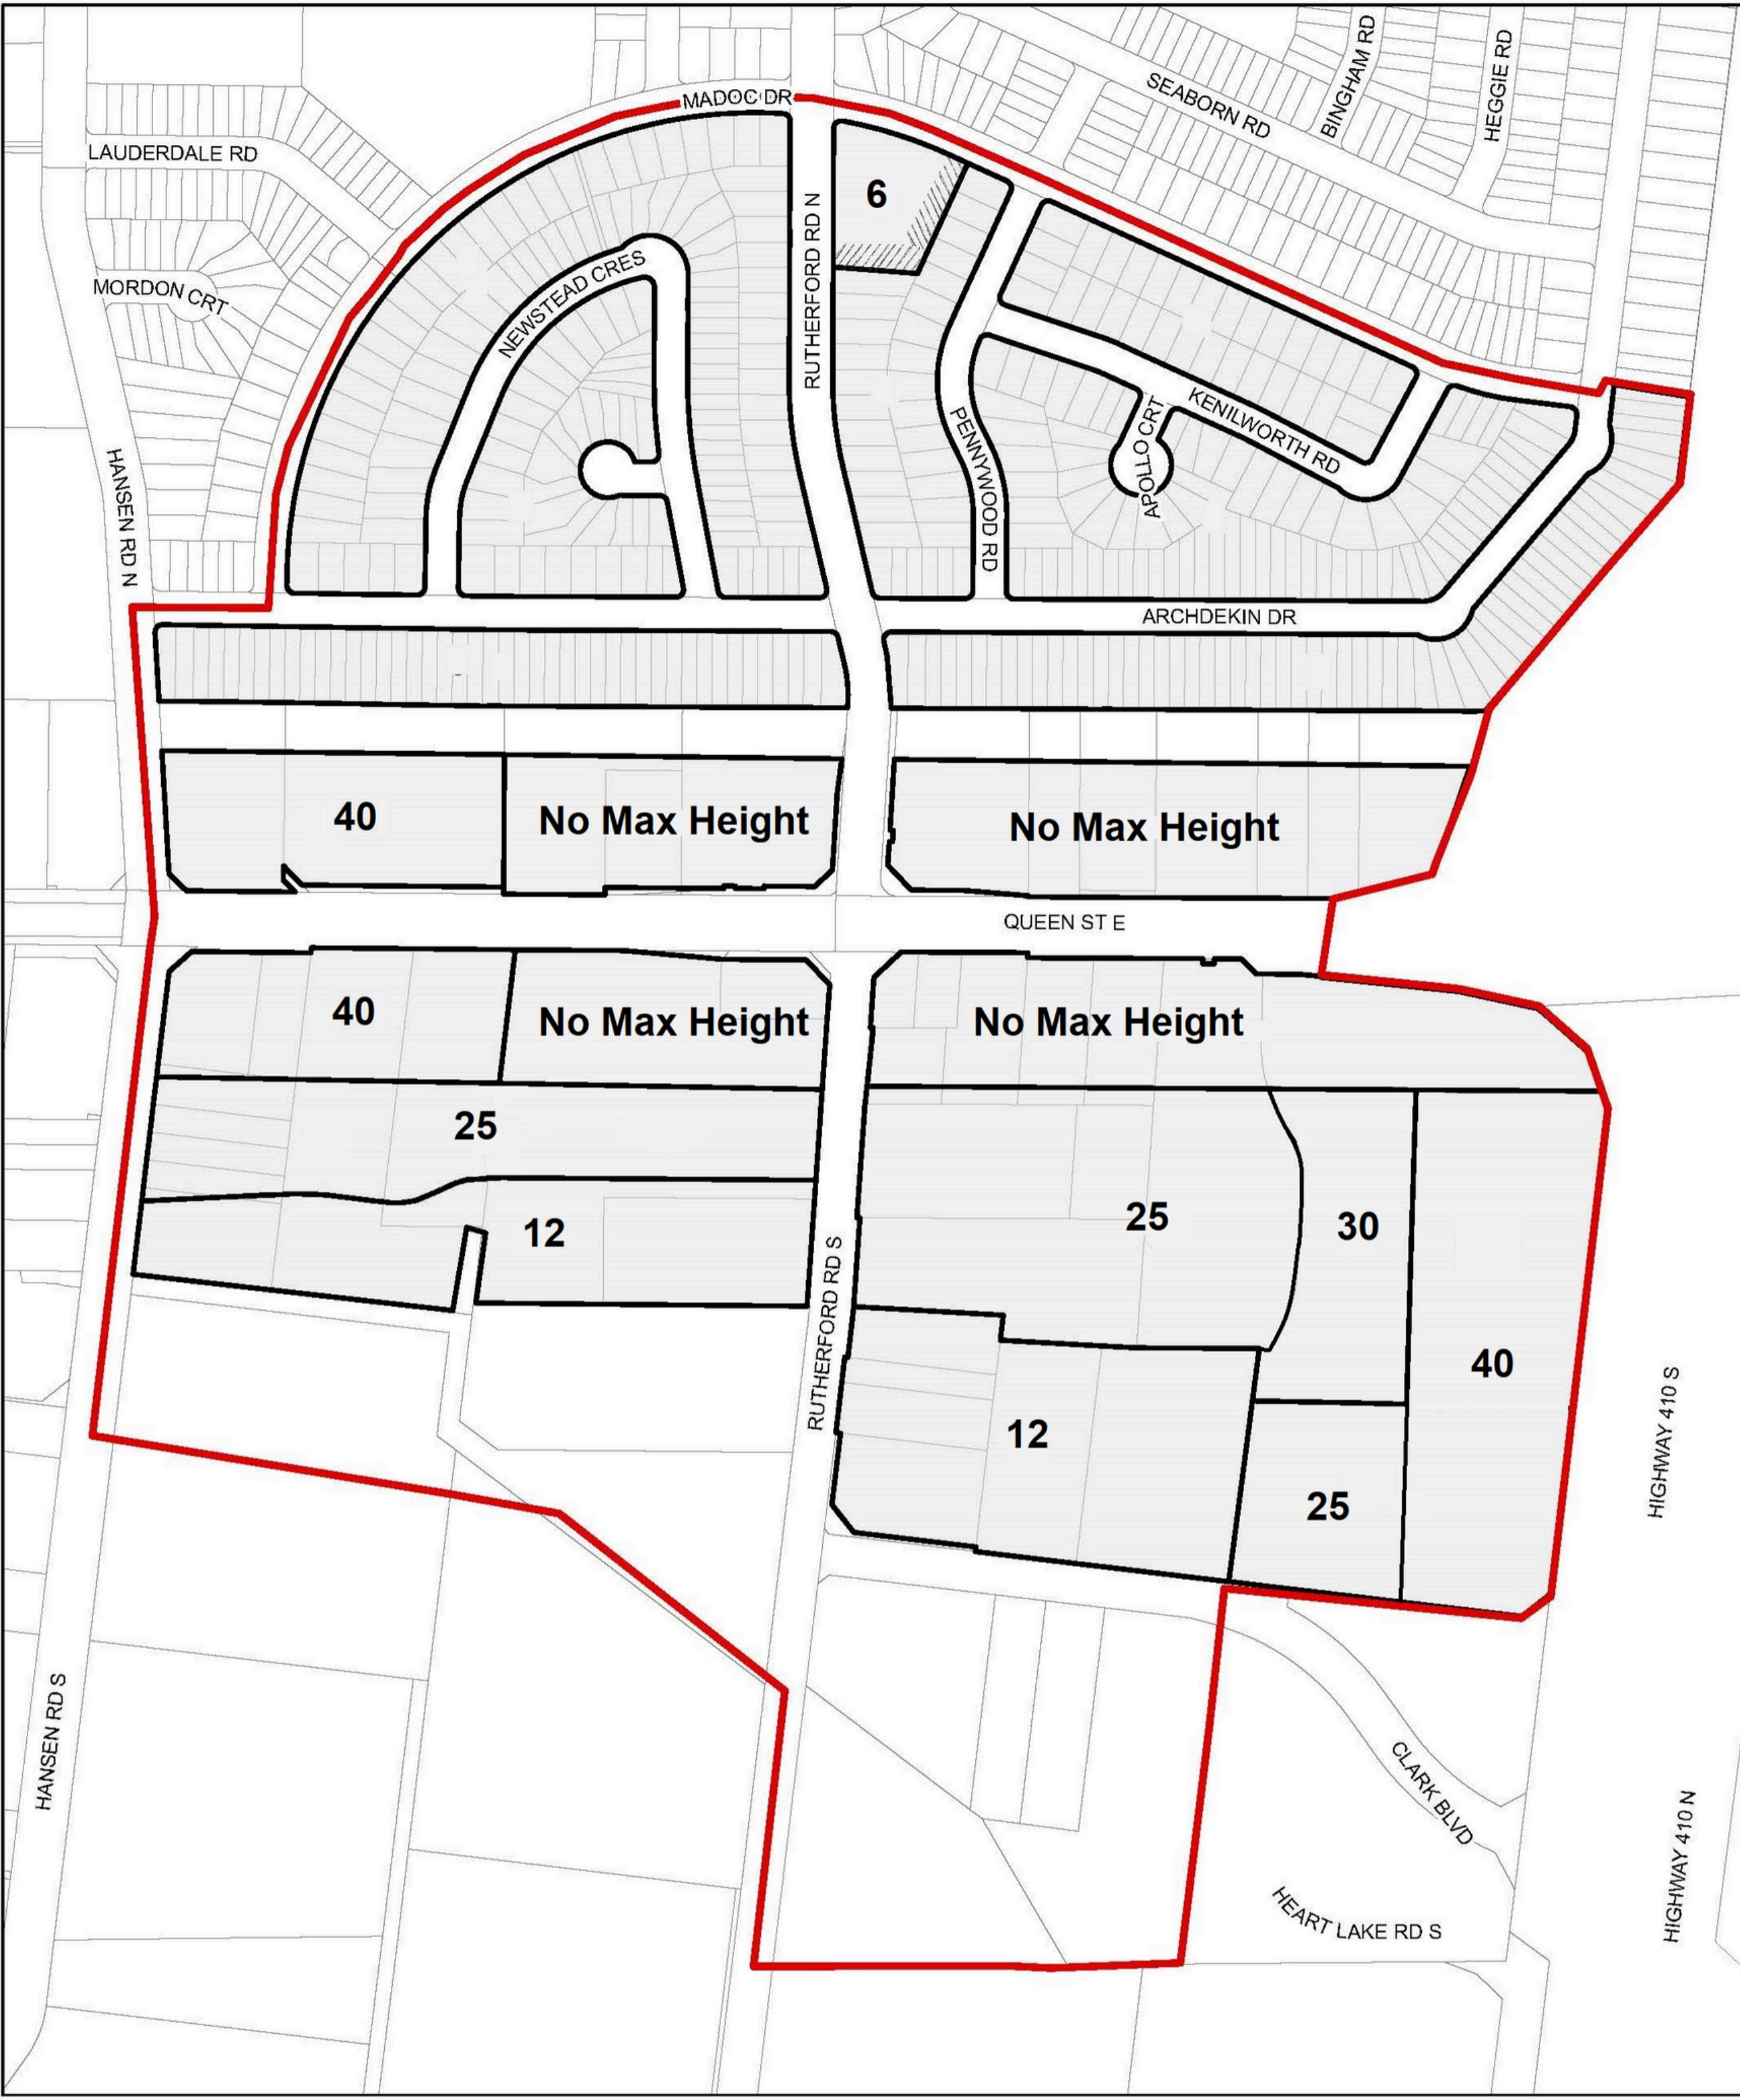 BINGHAM RD
HEGGIE RD
SEABORN RD
MADOC DR
LAUDERDALE RD
6
MORDON CRT
NEWSTEAD CRES
RUTHERFORD RD N
KENILWORTH RD
APOLLO CRT
PENNYWOOD RD
HANSEN RD N
ARCHDEKIN DR
40
No Max Height
No Max Height
QUEEN ST E
40
No Max Height
No Max Height
25
12
25
30
RUTHERFORD RD S
40
12
25
HIGHWAY 410 S
HANSEN RD S
CLARK BLVD
HIGHWAY 410 N
HEART LAKE RD S